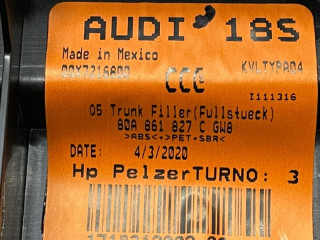 AUDI 18S
Made in Mexico
CCE
I111316
05 Trunk Filler(Fullstueck)
80A 861 827 C GW8
>ABS<+>PET+SBR<
DATE: 4/3/2020
Hp PelzerTURNO: 3